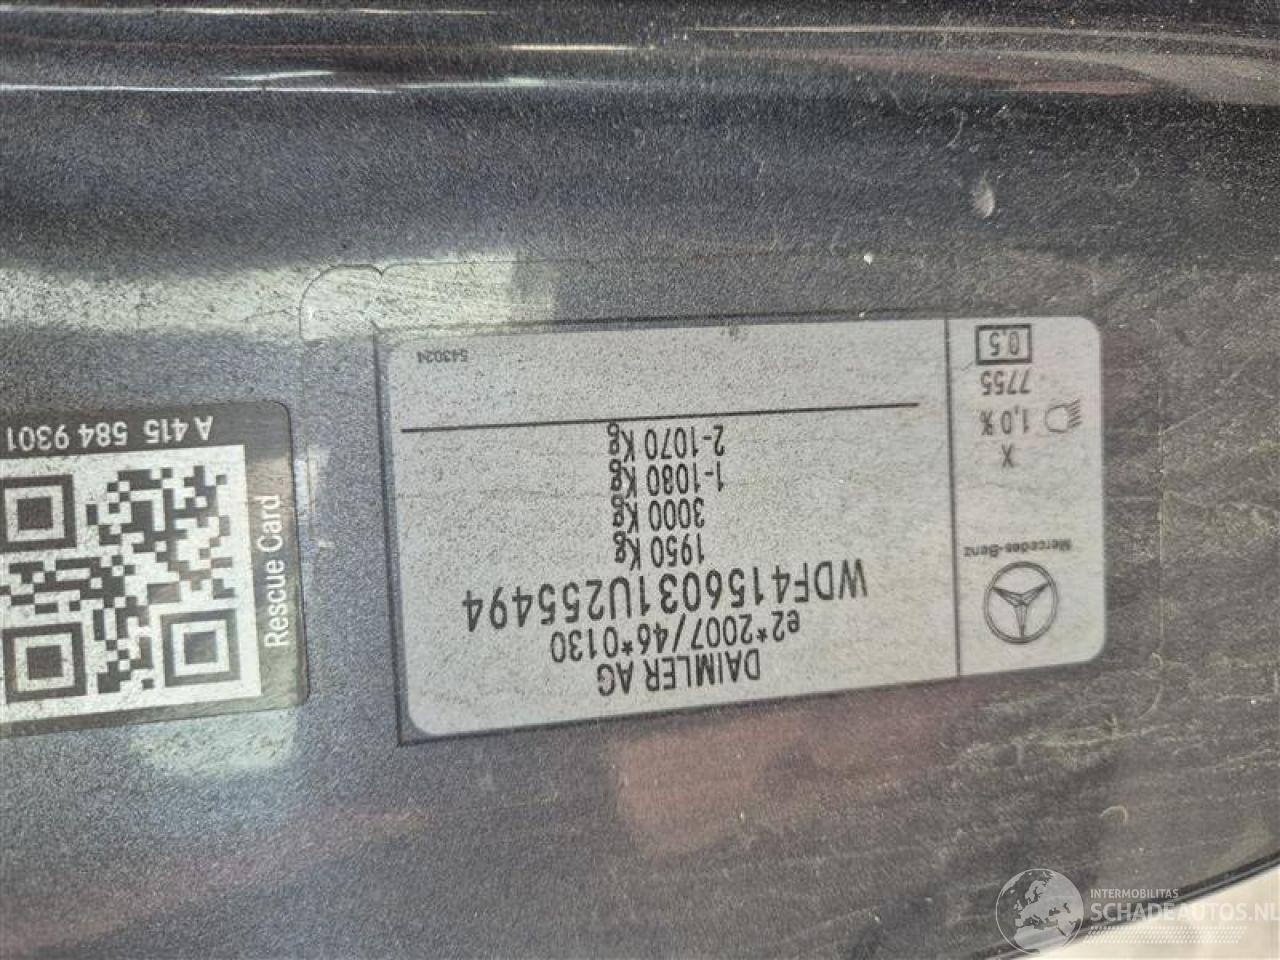 DAIMLER AG
e2*2007/46*0130
WDF4156031U255494
1950 Kg
3000 Kg
1-1080 Kg
2-1070 Kg
543024
Mercedes-Benz
X
1,0%
7755
0.5
A 415 584 9301
Rescue Card
INTERMOBILITAS
SCHADEAUTOS.NL